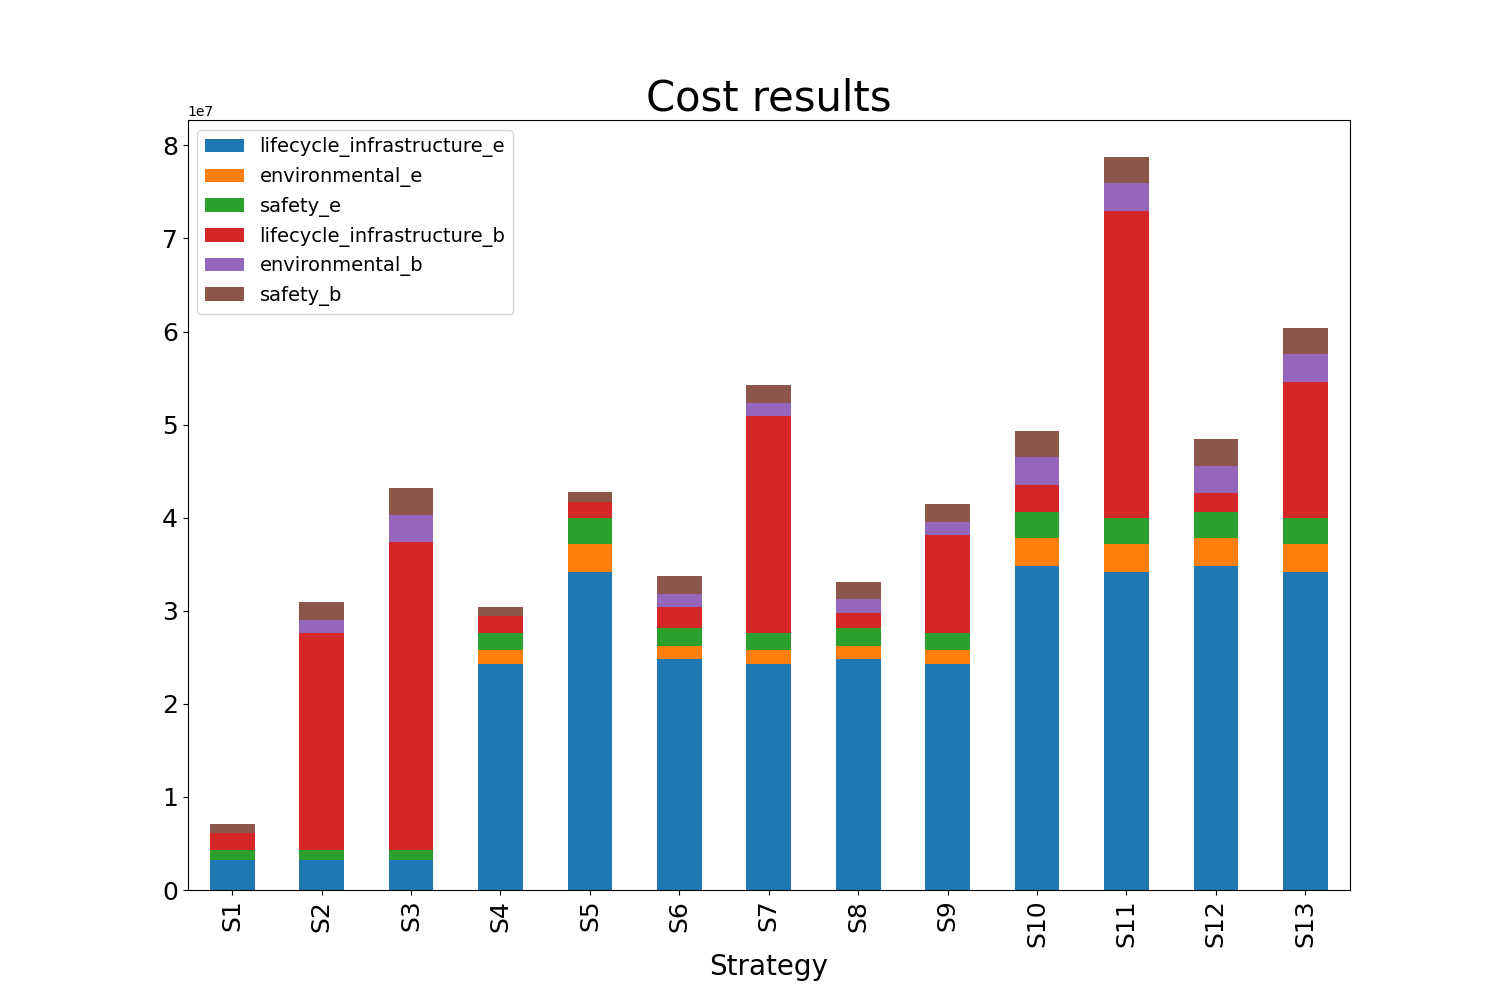 Cost results
1e7
8
7
6
5
4
3
2
1
0
lifecycle_infrastructure_e
environmental_e
safety_e
lifecycle_infrastructure_b
environmental_b
safety_b
S1
S2
S3
S4
S5
S6
S7
S8
S9
S10
S11
S12
S13
Strategy